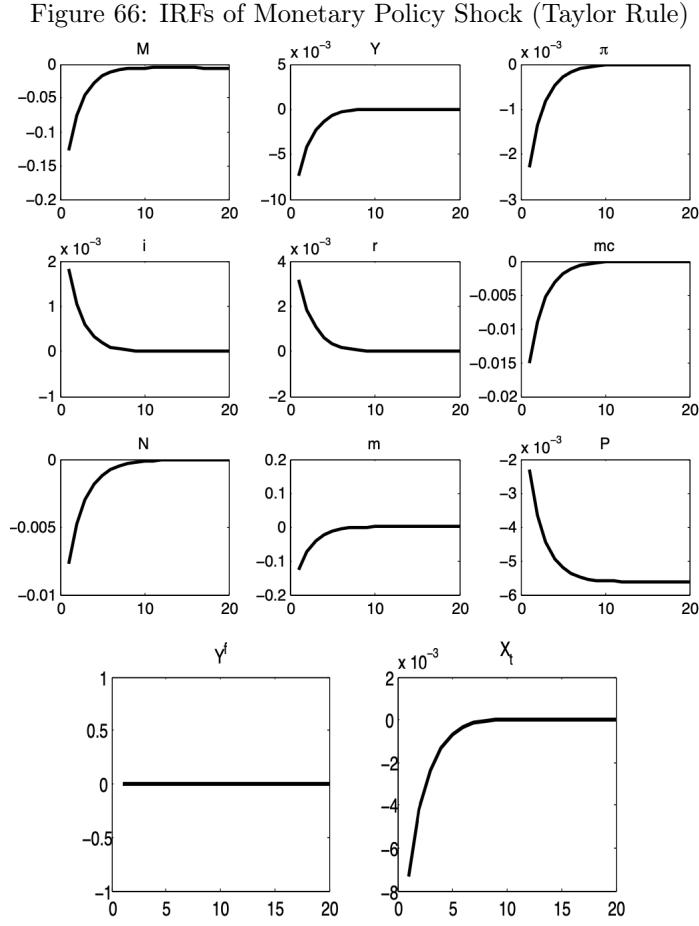 Figure 66: IRFs of Monetary Policy Shock (Taylor Rule)
M
0
−0.05
−0.1
−0.15
−0.2
0 10 20
Y
x 10⁻³
5
0
−5
−10
0 10 20
π
x 10⁻³
0
−1
−2
−3
0 10 20
i
x 10⁻³
2
1
0
−1
0 10 20
r
x 10⁻³
4
2
0
−2
0 10 20
mc
0
−0.005
−0.01
−0.015
−0.02
0 10 20
N
0
−0.005
−0.01
0 10 20
m
0.2
0.1
0
−0.1
−0.2
0 10 20
P
x 10⁻³
−2
−3
−4
−5
−6
0 10 20
Yᶠ
1
0.5
0
−0.5
−1
0 5 10 15 20
Xₜ
x 10⁻³
2
0
−2
−4
−6
−8
0 5 10 15 20